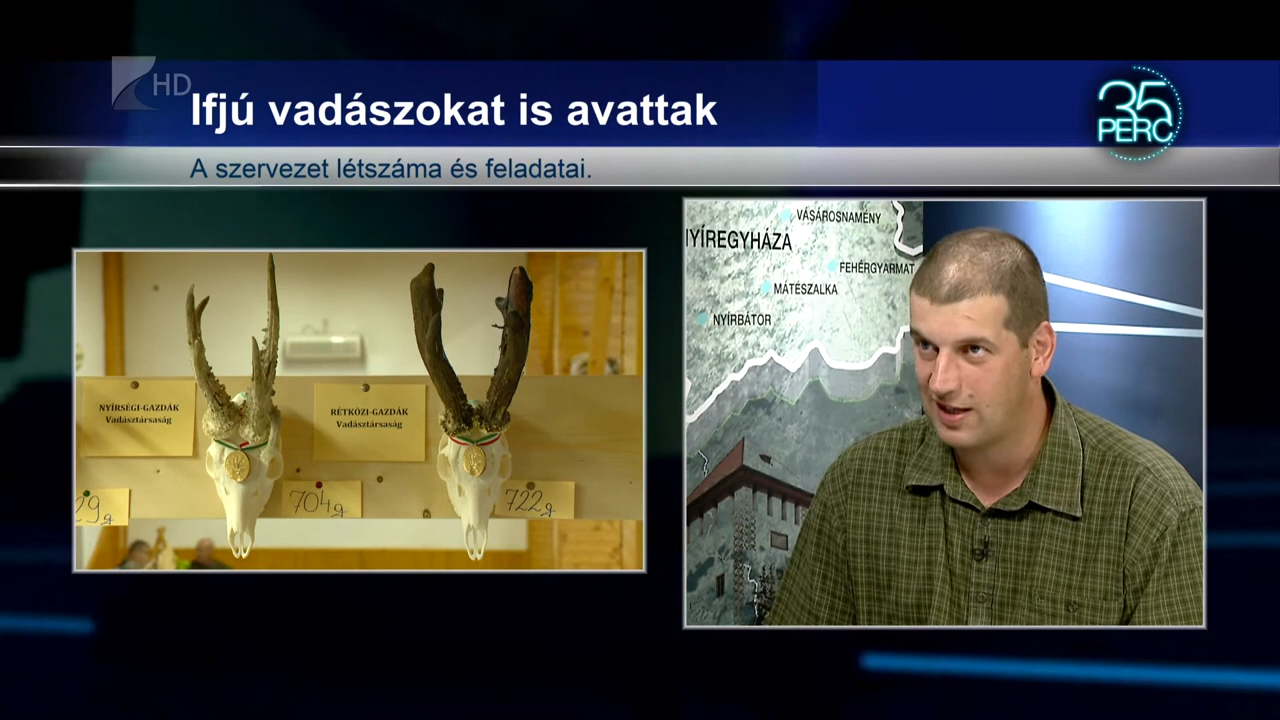 HD
Ifjú vadászokat is avattak
35
PERC
A szervezet létszáma és feladatai.
NYÍRSÉGI-GAZDÁK
Vadásztársaság
RÉTKÖZI-GAZDÁK
Vadásztársaság
29g
704g
722g
VÁSÁROSNAMÉNY
NYÍREGYHÁZA
FEHÉRGYARMAT
MÁTÉSZALKA
NYÍRBÁTOR